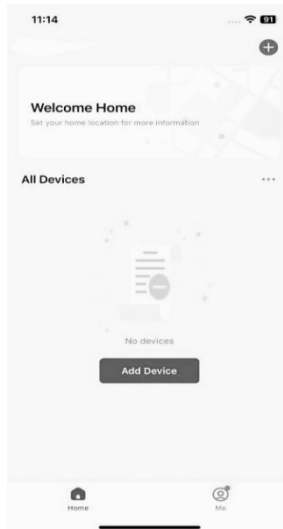 11:14
91
Welcome Home
Set your home location for more information
All Devices
No devices
Add Device
Home
Me